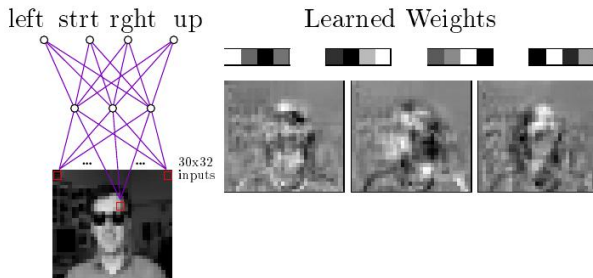 left strt rght up
Learned Weights
... ...
30x32
inputs